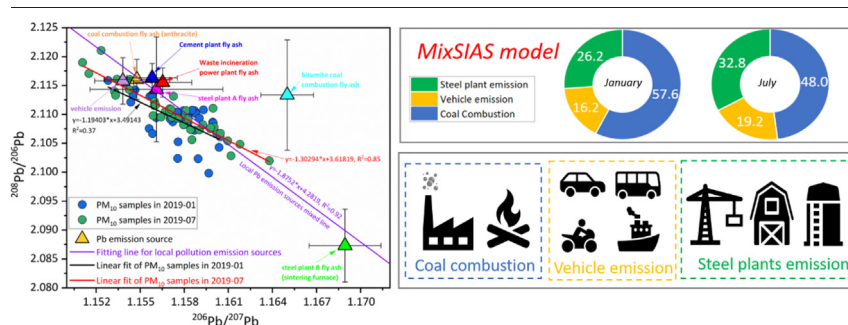 coal combustion fly ash (anthracite)
Cement plant fly ash
Waste incineration
power plant fly ash
bitumite coal
combustion fly ash
steel plant A fly ash
vehicle emission
y=-1.19403*x+3.49143
R²=0.37
y=-1.30294*x+3.61819, R²=0.85
y=-1.8752*x+4.2819, R²=0.92
Local Pb emission sources mixed line
steel plant B fly ash
(sintering furnace)
PM10 samples in 2019-01
PM10 samples in 2019-07
Pb emission source
Fitting line for local pollution emission sources
Linear fit of PM10 samples in 2019-01
Linear fit of PM10 samples in 2019-07
2.125
2.120
2.115
2.110
2.105
2.100
2.095
2.090
2.085
2.080
208Pb/206Pb
1.152 1.155 1.158 1.161 1.164 1.167 1.170
206Pb/207Pb
MixSIAS model
Steel plant emission
Vehicle emission
Coal Combustion
January
26.2
16.2
57.6
July
32.8
19.2
48.0
Coal combustion
Vehicle emission
Steel plants emission